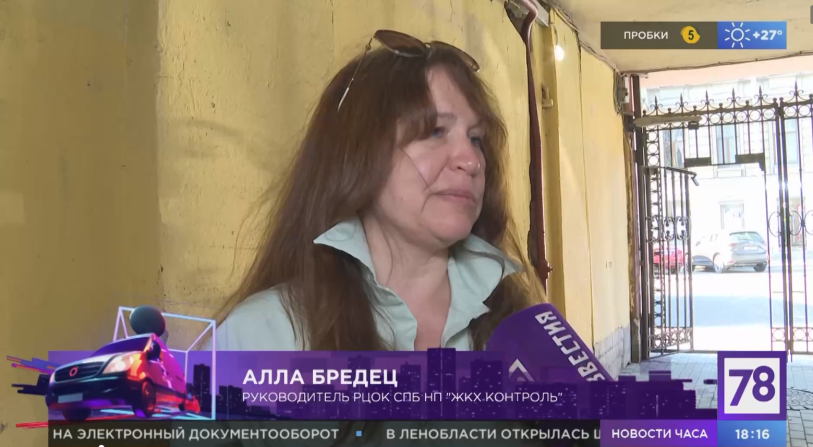 ПРОБКИ 5 +27°
ИЗВЕСТИЯ
АЛЛА БРЕДЕЦ
РУКОВОДИТЕЛЬ РЦОК СПБ НП "ЖКХ КОНТРОЛЬ"
78
НА ЭЛЕКТРОННЫЙ ДОКУМЕНТООБОРОТ • В ЛЕНОБЛАСТИ ОТКРЫЛАСЬ
НОВОСТИ ЧАСА 18:16